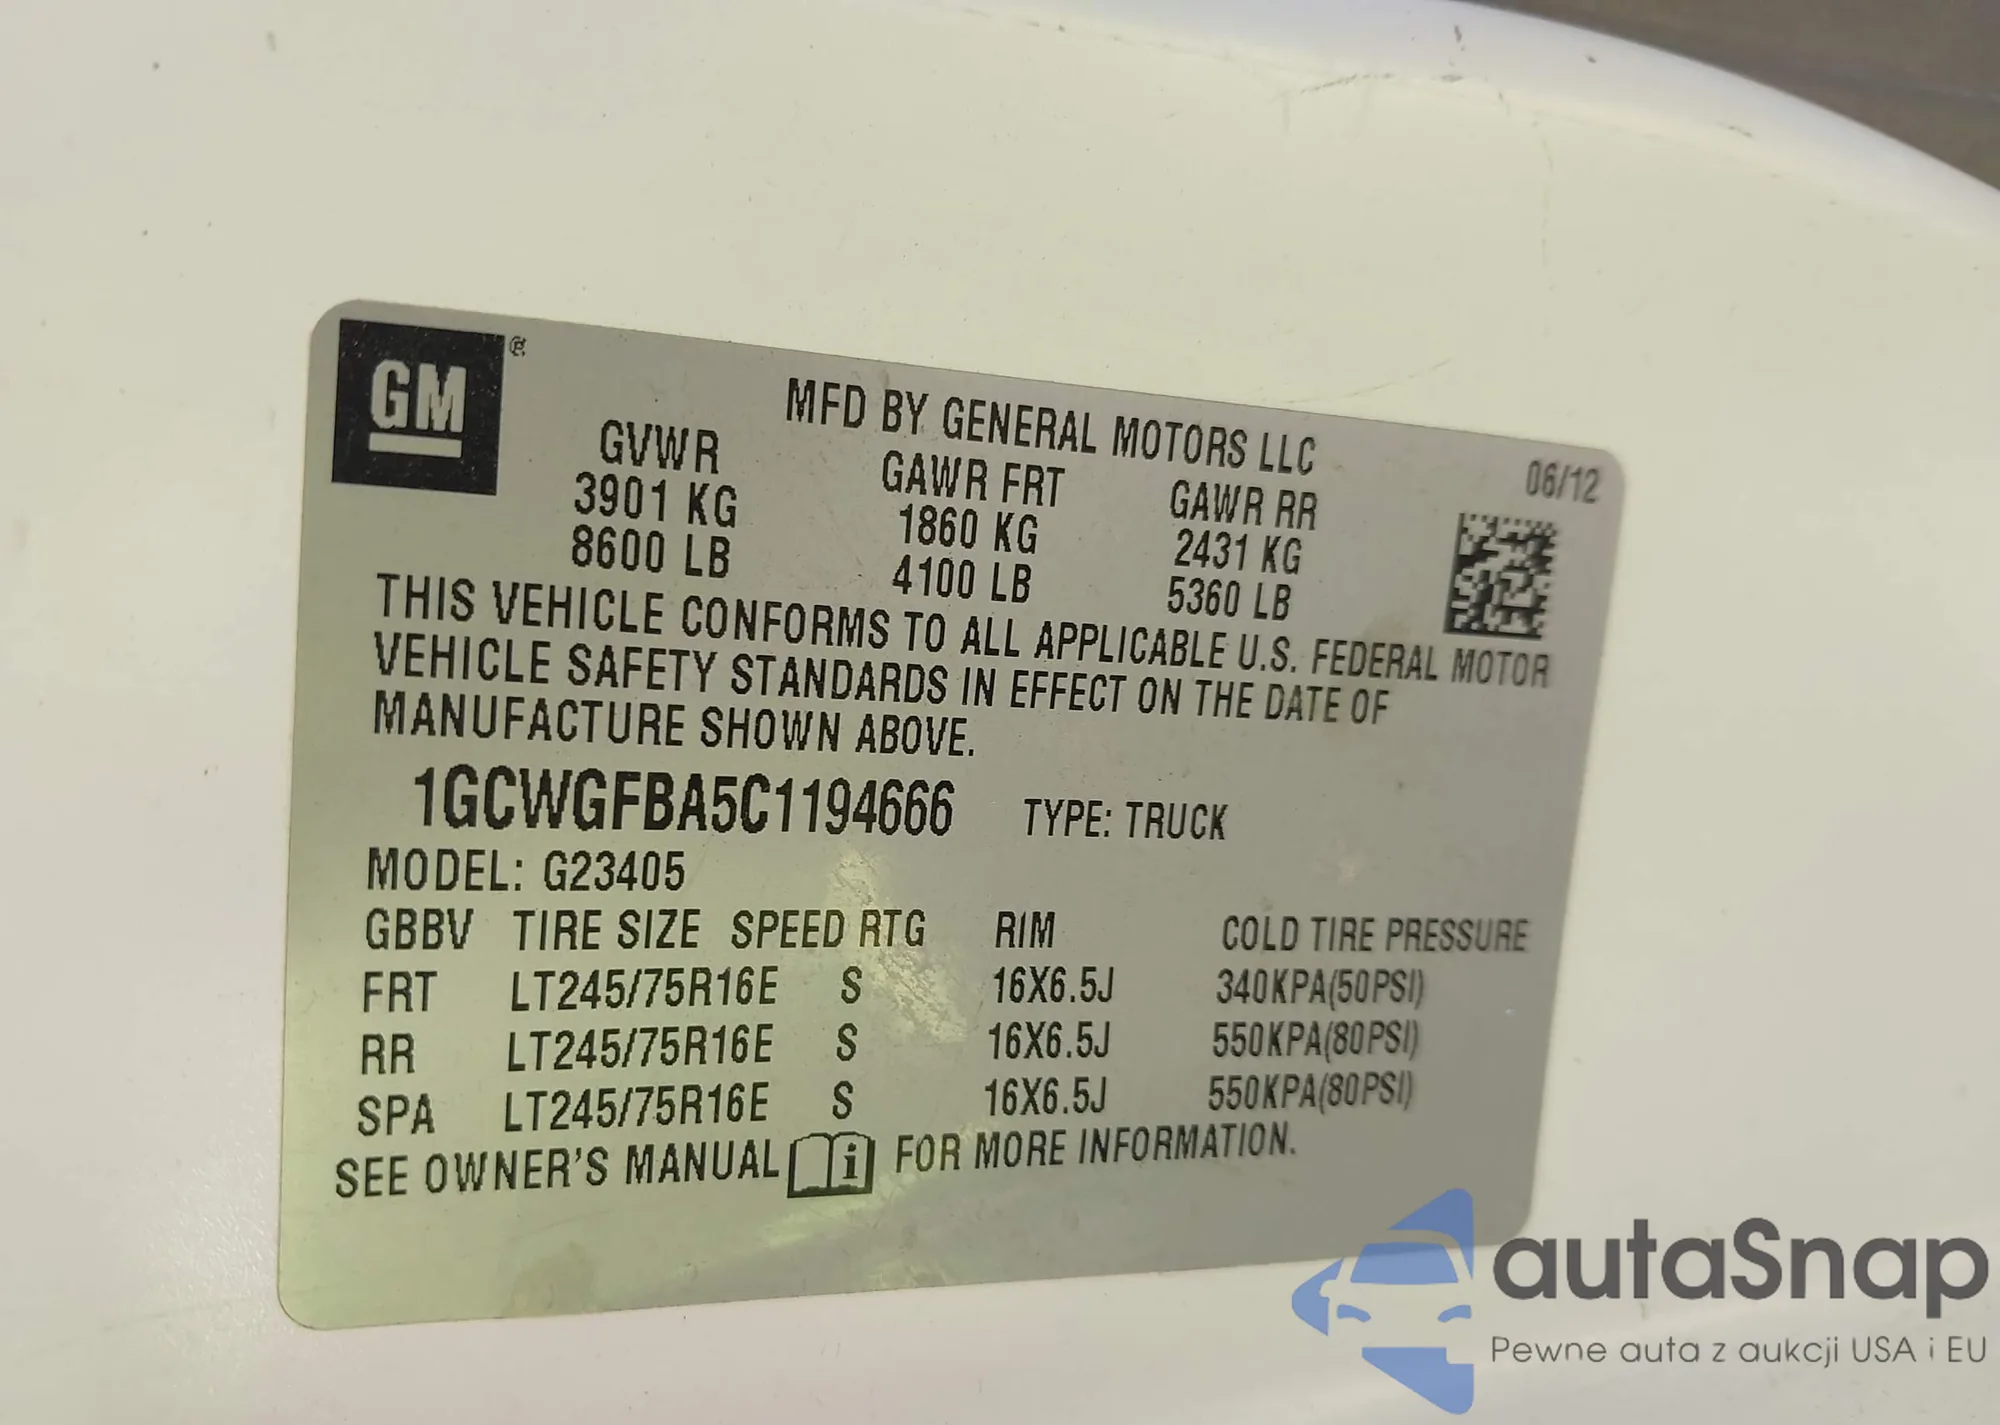 GM ®
MFD BY GENERAL MOTORS LLC
06/12
GVWR GAWR FRT GAWR RR
3901 KG 1860 KG 2431 KG
8600 LB 4100 LB 5360 LB
THIS VEHICLE CONFORMS TO ALL APPLICABLE U.S. FEDERAL MOTOR
VEHICLE SAFETY STANDARDS IN EFFECT ON THE DATE OF
MANUFACTURE SHOWN ABOVE.
1GCWGFBA5C1194666 TYPE: TRUCK
MODEL: G23405
GBBV TIRE SIZE SPEED RTG RIM COLD TIRE PRESSURE
FRT LT245/75R16E S 16X6.5J 340KPA(50PSI)
RR LT245/75R16E S 16X6.5J 550KPA(80PSI)
SPA LT245/75R16E S 16X6.5J 550KPA(80PSI)
SEE OWNER'S MANUAL i FOR MORE INFORMATION.
autaSnap
Pewne auta z aukcji USA i EU